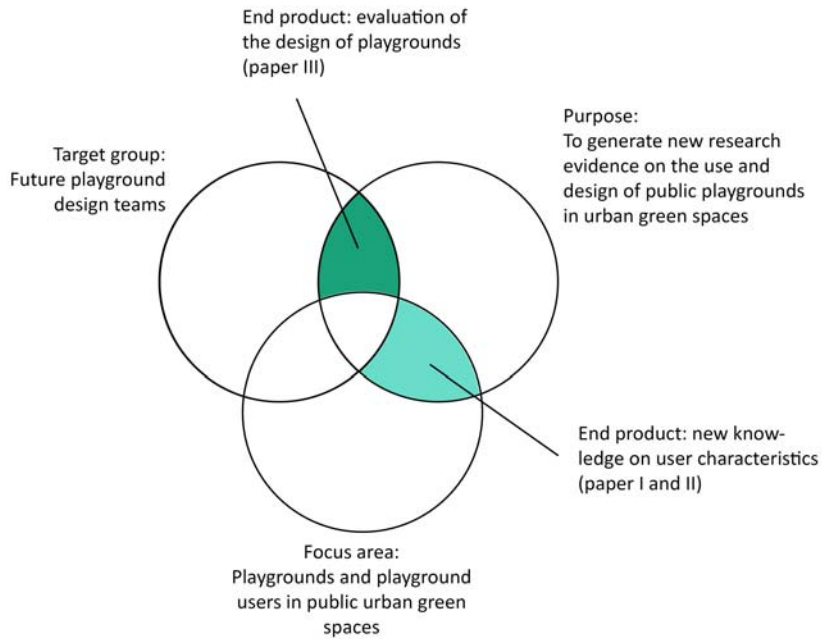 End product: evaluation of
the design of playgrounds
(paper III)
Purpose:
To generate new research
evidence on the use and
design of public playgrounds
in urban green spaces
Target group:
Future playground
design teams
End product: new know-
ledge on user characteristics
(paper I and II)
Focus area:
Playgrounds and playground
users in public urban green
spaces